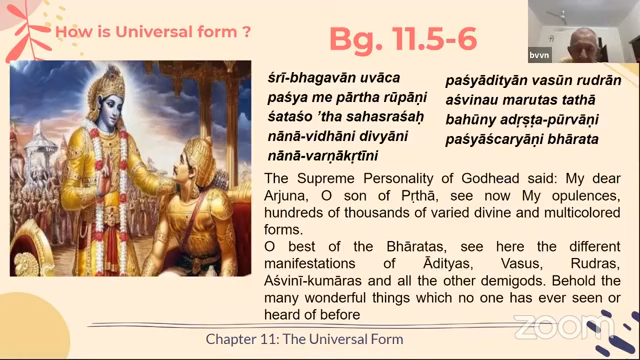 How is Universal form ?
Bg. 11.5-6
bvvn
śrī-bhagavān uvāca
paśya me pārtha rūpāṇi
śataśo ’tha sahasraśaḥ
nānā-vidhāni divyāni
nānā-varṇākṛtīni
paśyādityān vasūn rudrān
aśvinau marutas tathā
bahūny adṛṣṭa-pūrvāṇi
paśyāścaryāṇi bhārata
The Supreme Personality of Godhead said: My dear
Arjuna, O son of Pṛthā, see now My opulences,
hundreds of thousands of varied divine and multicolored
forms.
O best of the Bhāratas, see here the different
manifestations of Ādityas, Vasus, Rudras,
Aśvinī-kumāras and all the other demigods. Behold the
many wonderful things which no one has ever seen or
heard of before
zoom
Chapter 11: The Universal Form